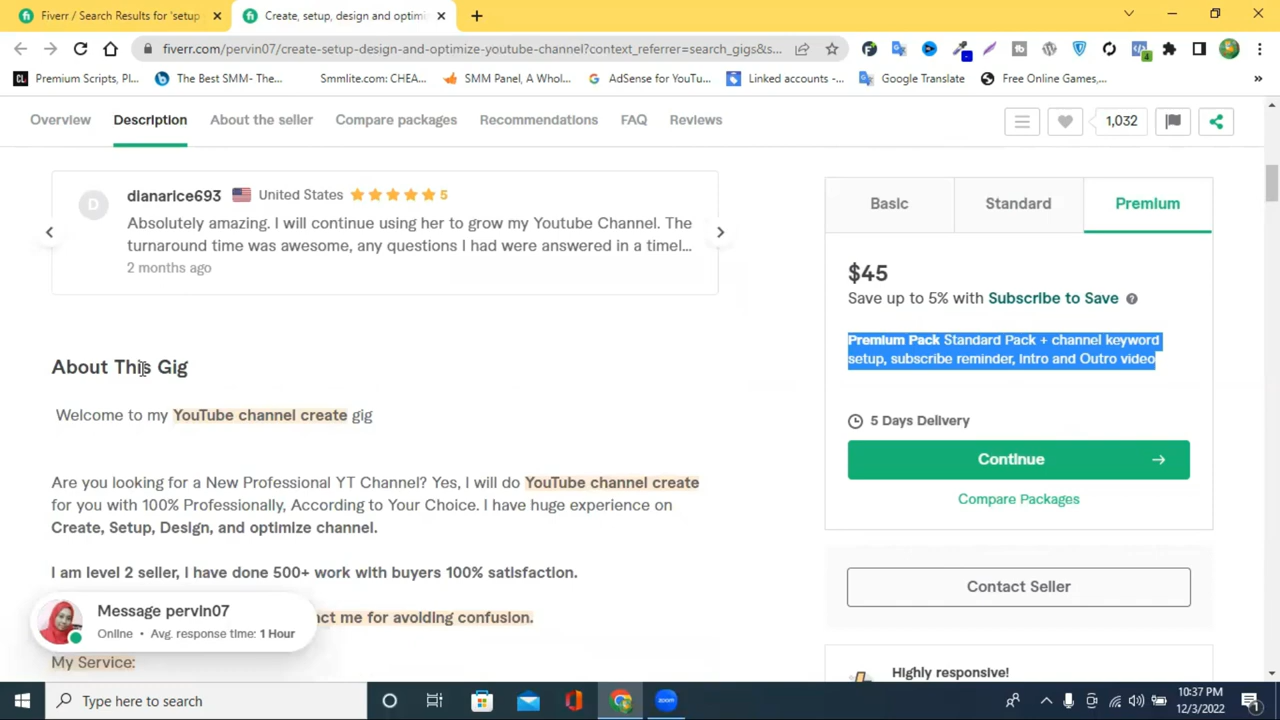 Fiverr / Search Results for 'setup
Create, setup, design and optimi
fiverr.com/pervin07/create-setup-design-and-optimize-youtube-channel?context_referrer=search_gigs&s...
Premium Scripts, Pl...
The Best SMM- The...
Smmlite.com: CHEA...
SMM Panel, A Whol...
AdSense for YouTu...
Linked accounts -...
Google Translate
Free Online Games,...
»
Overview
Description
About the seller
Compare packages
Recommendations
FAQ
Reviews
1,032
D
dianarice693
United States
5
Absolutely amazing. I will continue using her to grow my Youtube Channel. The
turnaround time was awesome, any questions I had were answered in a timel...
2 months ago
Basic
Standard
Premium
$45
Save up to 5% with Subscribe to Save
Premium Pack Standard Pack + channel keyword
setup, subscribe reminder, Intro and Outro video
5 Days Delivery
Continue
Compare Packages
Contact Seller
Highly responsive!
About This Gig
Welcome to my YouTube channel create gig
Are you looking for a New Professional YT Channel? Yes, I will do YouTube channel create
for you with 100% Professionally, According to Your Choice. I have huge experience on
Create, Setup, Design, and optimize channel.
I am level 2 seller, I have done 500+ work with buyers 100% satisfaction.
ct me for avoiding confusion.
Message pervin07
Online • Avg. response time: 1 Hour
My Service:
Type here to search
10:37 PM
12/3/2022